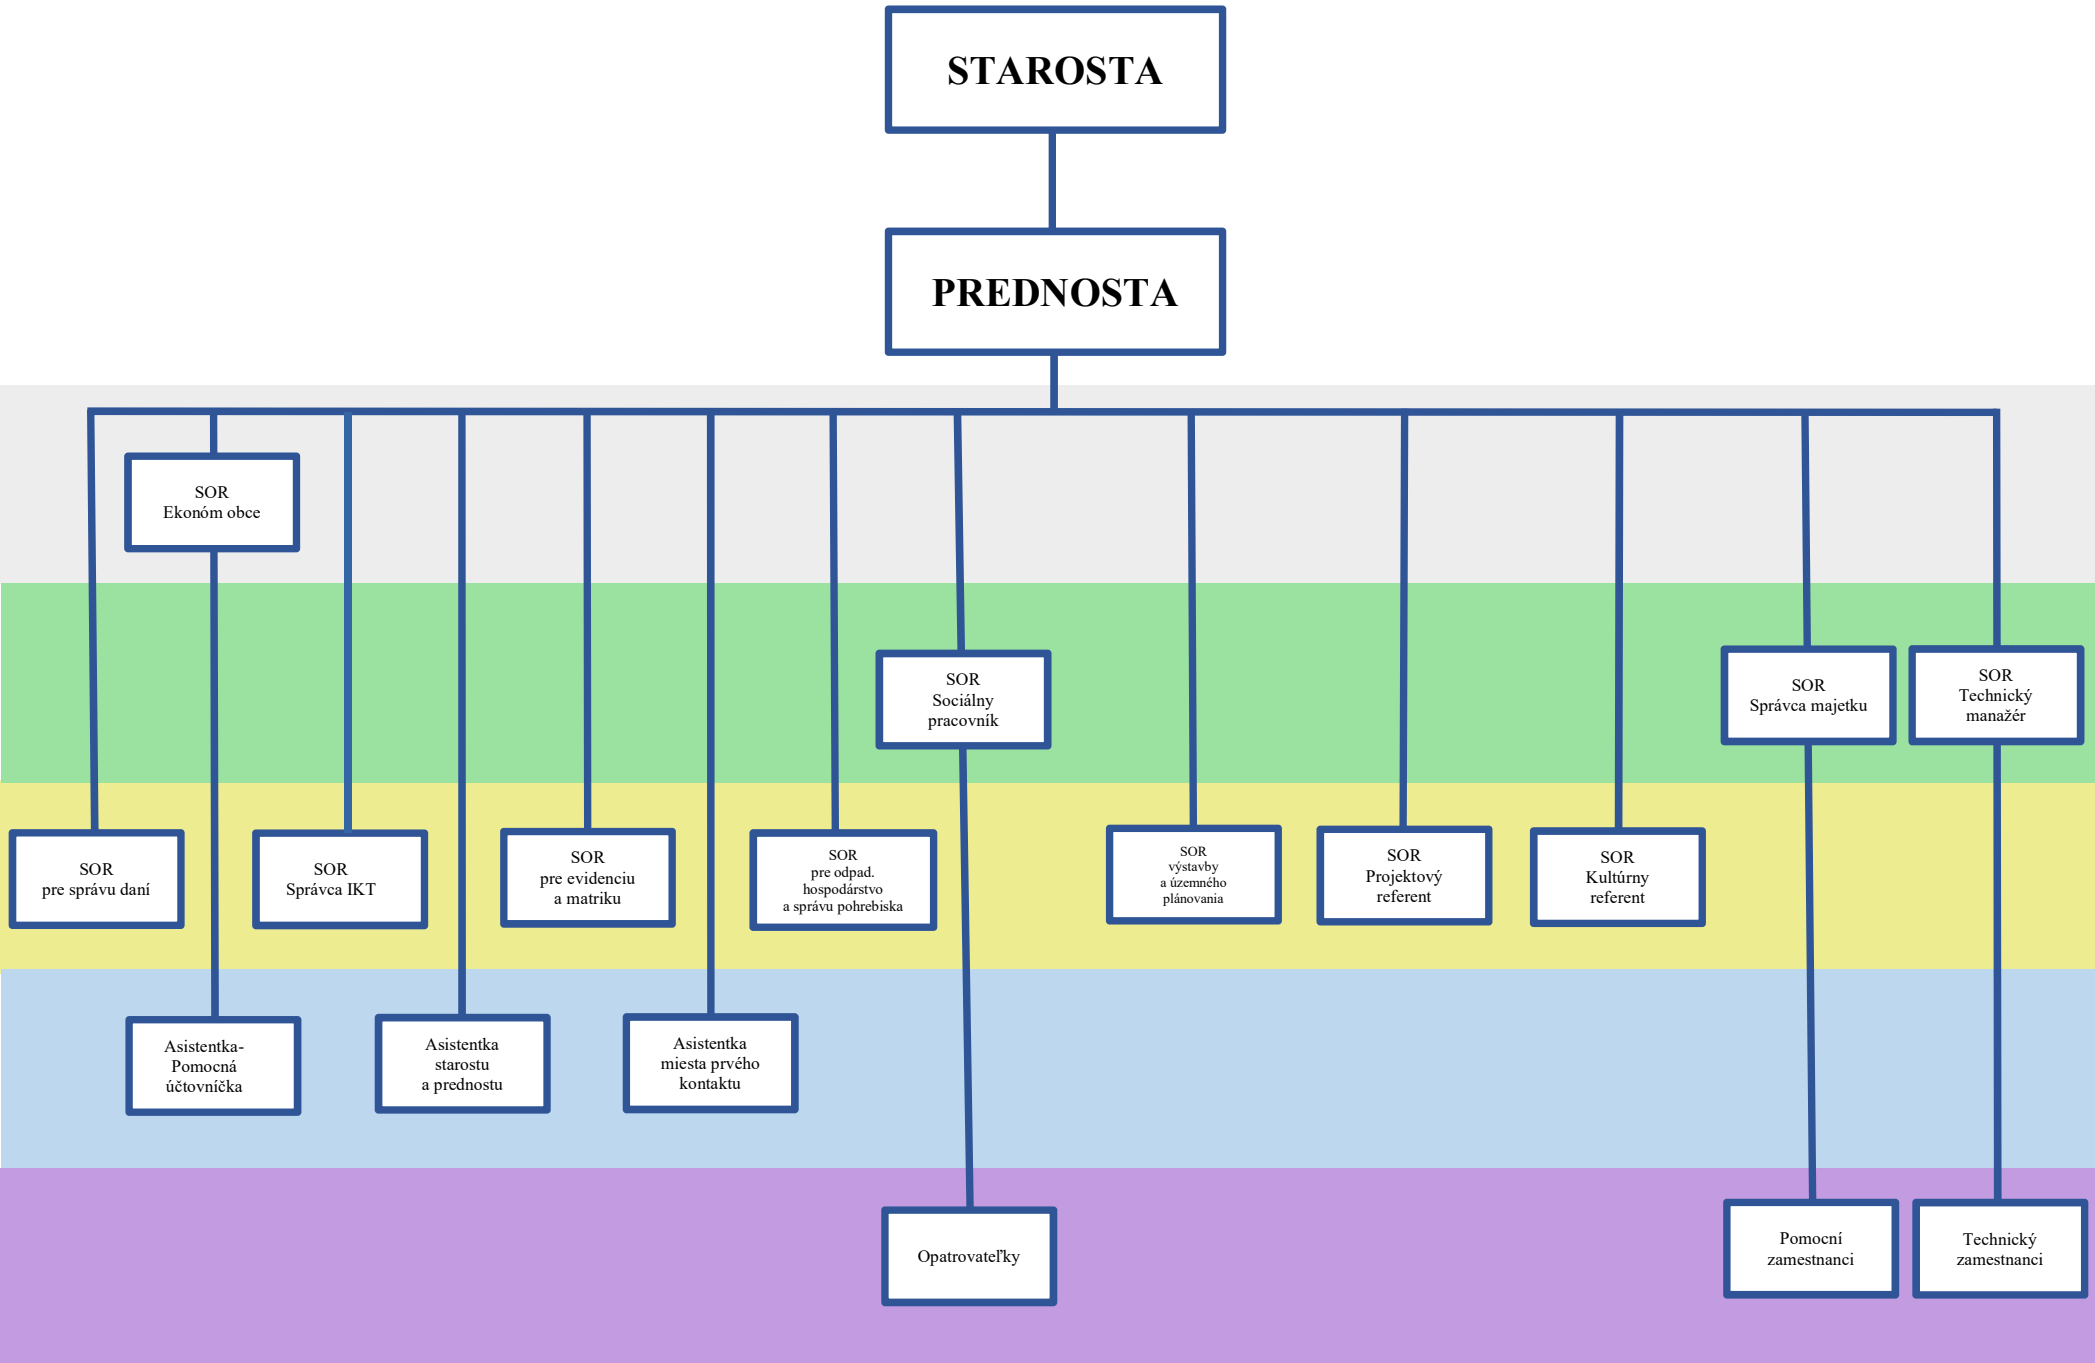 STAROSTA
PREDNOSTA
SOR
Ekonóm obce
SOR
Sociálny
pracovník
SOR
Správca majetku
SOR
Technický
manažér
SOR
pre správu daní
SOR
Správca IKT
SOR
pre evidenciu
a matriku
SOR
pre odpad.
hospodárstvo
a správu pohrebiska
SOR
výstavby
a územného
plánovania
SOR
Projektový
referent
SOR
Kultúrny
referent
Asistentka-
Pomocná
účtovníčka
Asistentka
starostu
a prednostu
Asistentka
miesta prvého
kontaktu
Opatrovateľky
Pomocní
zamestnanci
Technický
zamestnanci